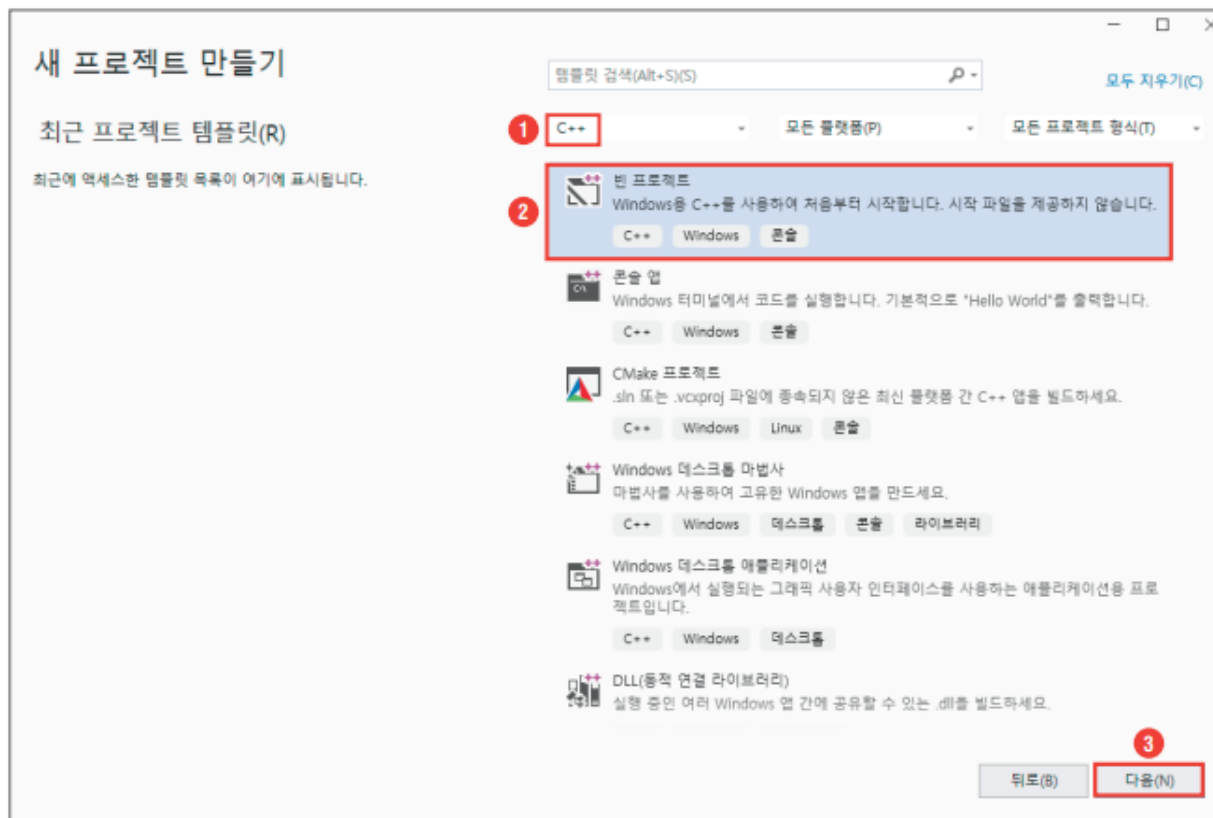 새 프로젝트 만들기
템플릿 검색(Alt+S)(S)
모두 지우기(C)
최근 프로젝트 템플릿(R)
최근에 액세스한 템플릿 목록이 여기에 표시됩니다.
1 C++ 모든 플랫폼(P) 모든 프로젝트 형식(T)
2
빈 프로젝트
Windows용 C++를 사용하여 처음부터 시작합니다. 시작 파일을 제공하지 않습니다.
C++ Windows 콘솔
콘솔 앱
Windows 터미널에서 코드를 실행합니다. 기본적으로 "Hello World"를 출력합니다.
C++ Windows 콘솔
CMake 프로젝트
.sln 또는 .vcxproj 파일에 종속되지 않은 최신 플랫폼 간 C++ 앱을 빌드하세요.
C++ Windows Linux 콘솔
Windows 데스크톱 마법사
마법사를 사용하여 고유한 Windows 앱을 만드세요.
C++ Windows 데스크톱 콘솔 라이브러리
Windows 데스크톱 애플리케이션
Windows에서 실행되는 그래픽 사용자 인터페이스를 사용하는 애플리케이션용 프로
젝트입니다.
C++ Windows 데스크톱
DLL(동적 연결 라이브러리)
실행 중인 여러 Windows 앱 간에 공유할 수 있는 .dll을 빌드하세요.
3
뒤로(B) 다음(N)